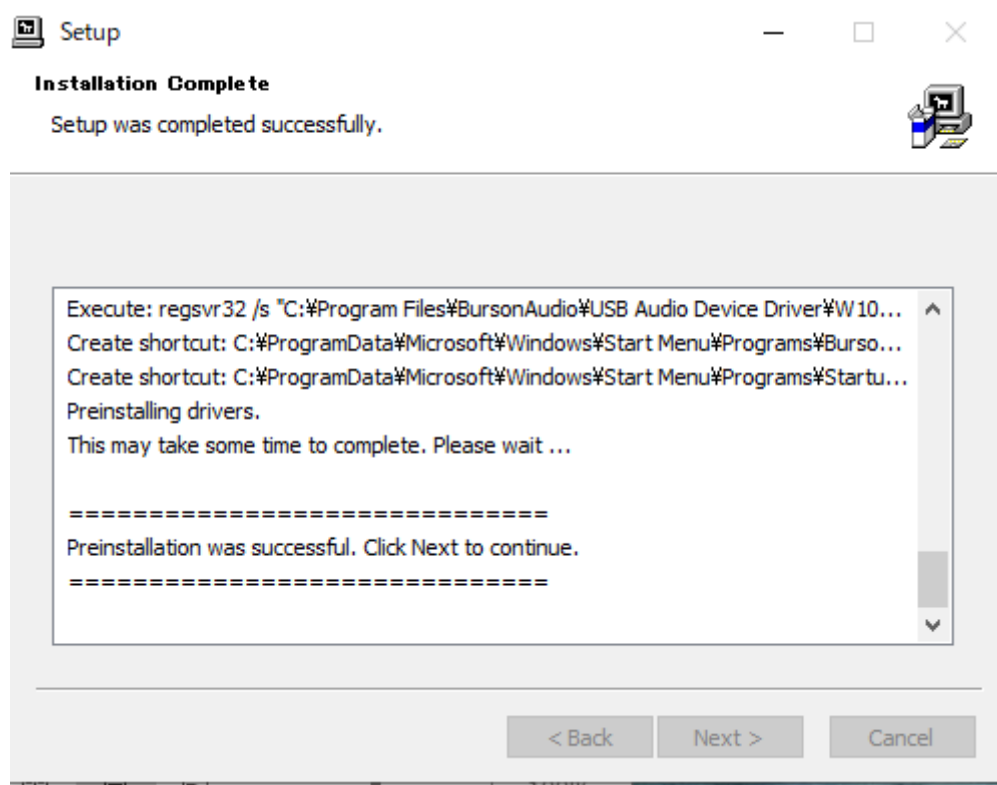 Setup
Installation Complete
Setup was completed successfully.
Execute: regsvr32 /s "C:¥Program Files¥BursonAudio¥USB Audio Device Driver¥W10...
Create shortcut: C:¥ProgramData¥Microsoft¥Windows¥Start Menu¥Programs¥Burso...
Create shortcut: C:¥ProgramData¥Microsoft¥Windows¥Start Menu¥Programs¥Startu...
Preinstalling drivers.
This may take some time to complete. Please wait ...
==============================
Preinstallation was successful. Click Next to continue.
==============================
< Back
Next >
Cancel